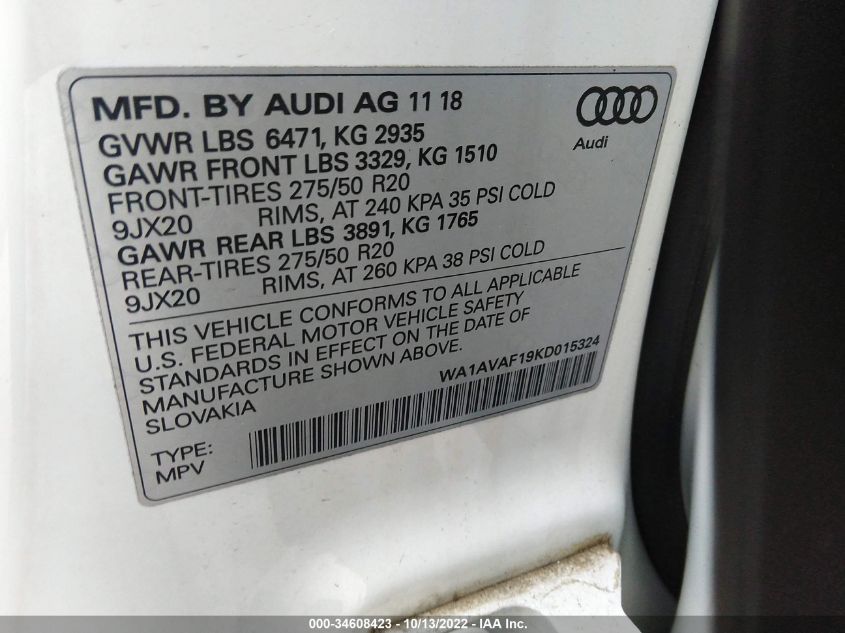 MFD. BY AUDI AG 11 18
GVWR LBS 6471, KG 2935
GAWR FRONT LBS 3329, KG 1510
FRONT-TIRES 275/50 R20
9JX20 RIMS, AT 240 KPA 35 PSI COLD
GAWR REAR LBS 3891, KG 1765
REAR-TIRES 275/50 R20
9JX20 RIMS, AT 260 KPA 38 PSI COLD
Audi
THIS VEHICLE CONFORMS TO ALL APPLICABLE
U.S. FEDERAL MOTOR VEHICLE SAFETY
STANDARDS IN EFFECT ON THE DATE OF
MANUFACTURE SHOWN ABOVE.
SLOVAKIA
WA1AVAF19KD015324
TYPE:
MPV
000-34608423 - 10/13/2022 - IAA Inc.